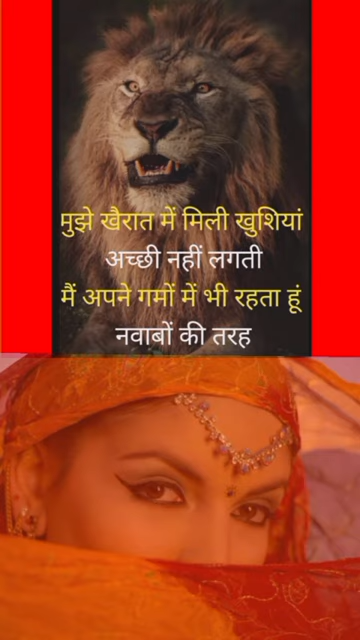 मुझे खैरात में मिली खुशियां
अच्छी नहीं लगती
मैं अपने गमों में भी रहता हूं
नवाबों की तरह